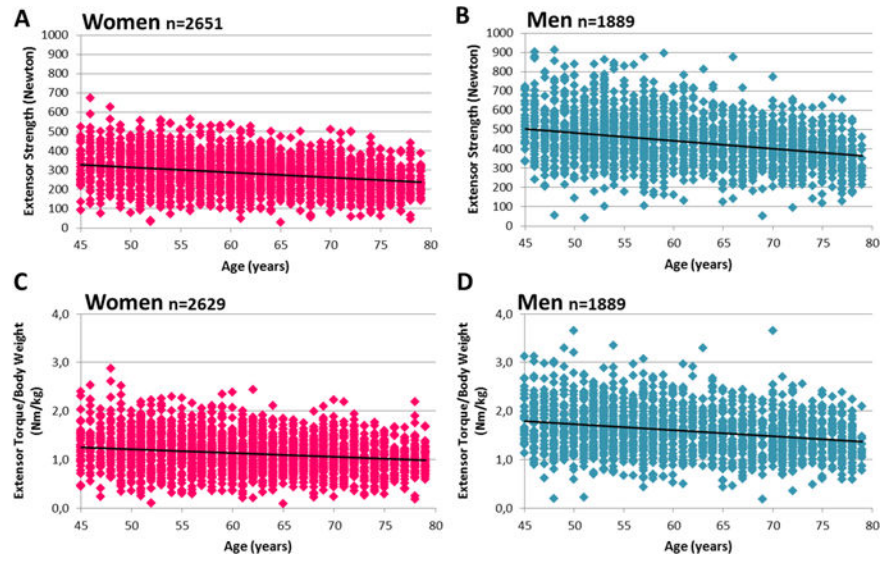 A Women n=2651
1000
900
800
700
600
500
400
300
200
100
0
Extensor Strength (Newton)
45 50 55 60 65 70 75 80
Age (years)
B Men n=1889
1000
900
800
700
600
500
400
300
200
100
0
Extensor Strength (Newton)
45 50 55 60 65 70 75 80
Age (years)
C Women n=2629
4,0
3,0
2,0
1,0
0,0
Extensor Torque/Body Weight
(Nm/kg)
45 50 55 60 65 70 75 80
Age (years)
D Men n=1889
4,0
3,0
2,0
1,0
0,0
Extensor Torque/Body Weight
(Nm/kg)
45 50 55 60 65 70 75 80
Age (years)